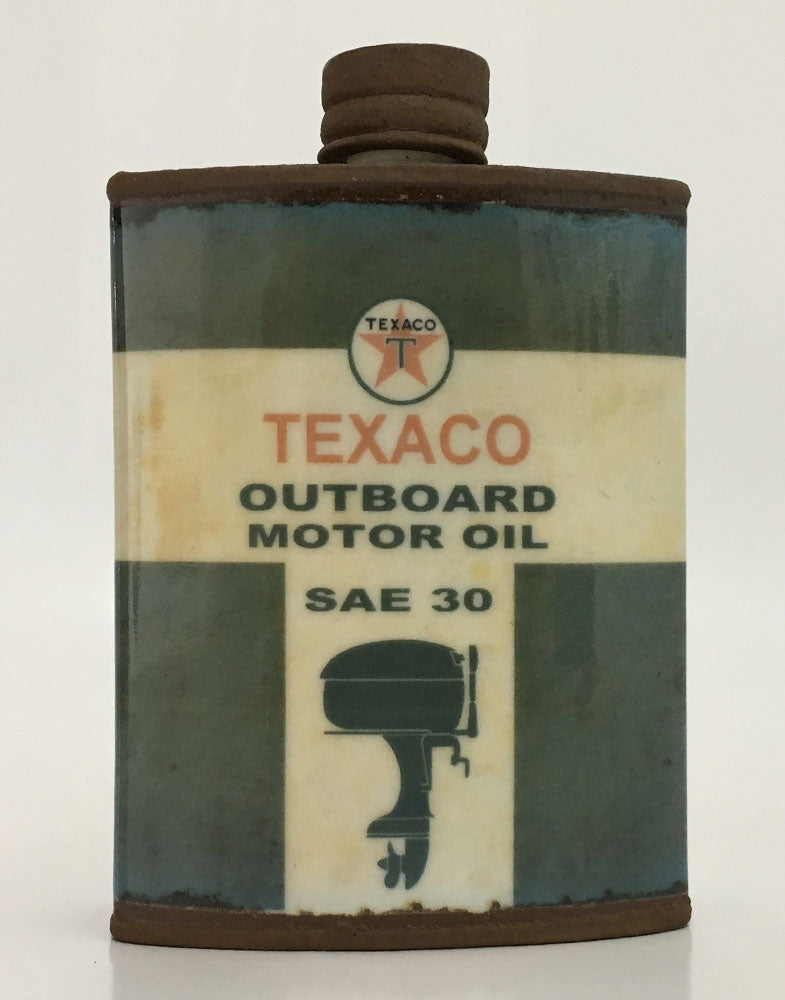 TEXACO
T
TEXACO
OUTBOARD
MOTOR OIL
SAE 30